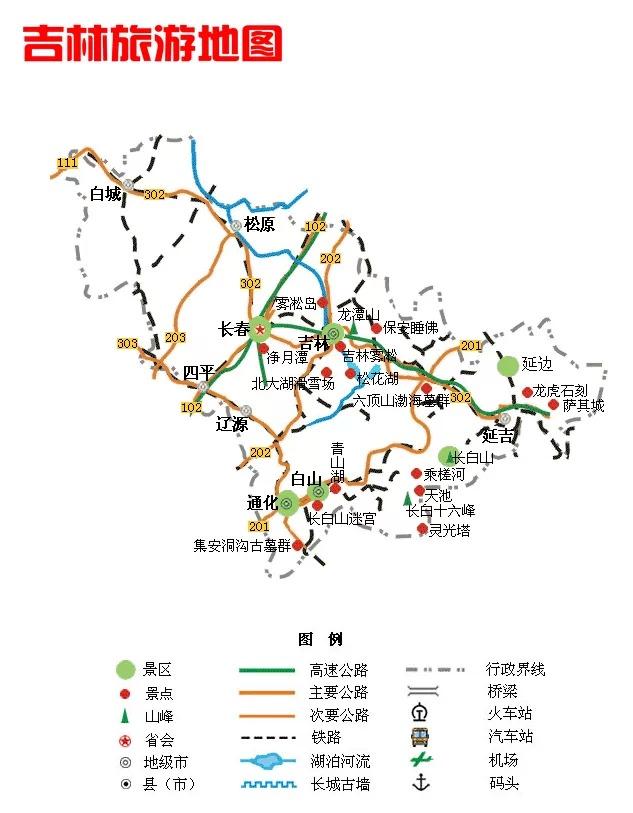 吉林旅游地图
111
白城
302
松原
102
202
302
雾凇岛
龙潭山
长春
吉林
保安睡佛
203
303
净月潭
吉林雾凇
201
延边
四平
北大湖滑雪场
松花湖
六顶山渤海墓群
302
龙虎石刻
萨其城
102
辽源
延吉
202
青山湖
长白山
白山
乘槎河
通化
天池
201
长白山迷宫
长白十六峰
灵光塔
集安洞沟古墓群
图 例
景区
高速公路
行政界线
景点
主要公路
桥梁
山峰
次要公路
火车站
省会
铁路
汽车站
地级市
湖泊河流
机场
县（市）
长城古墙
码头